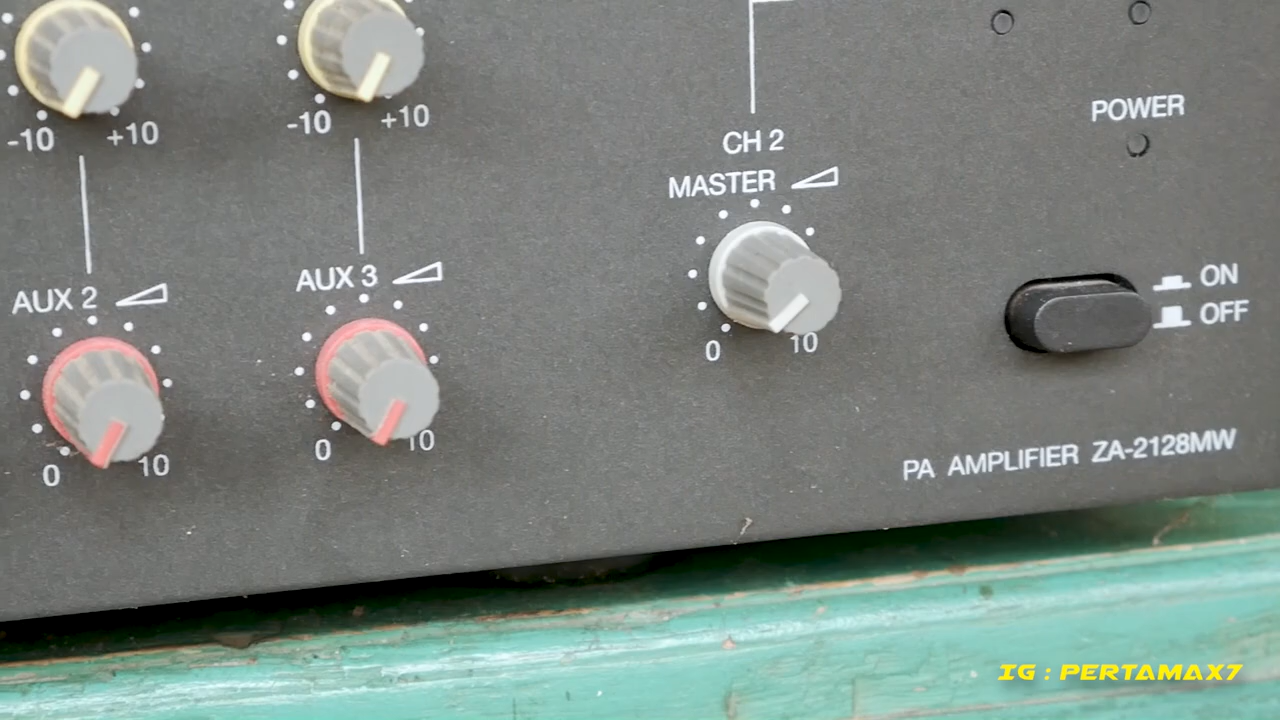 -10 +10
-10 +10
CH 2
MASTER
0 10
POWER
ON
OFF
AUX 2
0 10
AUX 3
0 10
PA AMPLIFIER ZA-2128MW
IG : PERTAMAX7